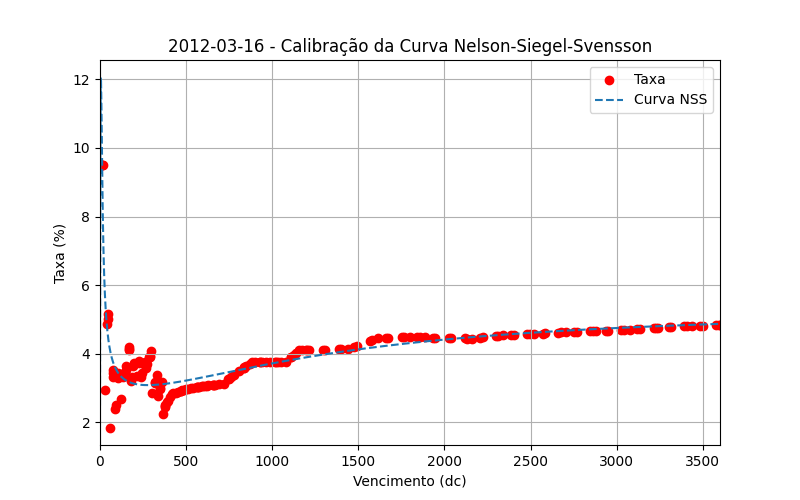 2012-03-16 - Calibração da Curva Nelson-Siegel-Svensson
Taxa
Curva NSS
12
10
8
6
4
2
Taxa (%)
0
500
1000
1500
2000
2500
3000
3500
Vencimento (dc)